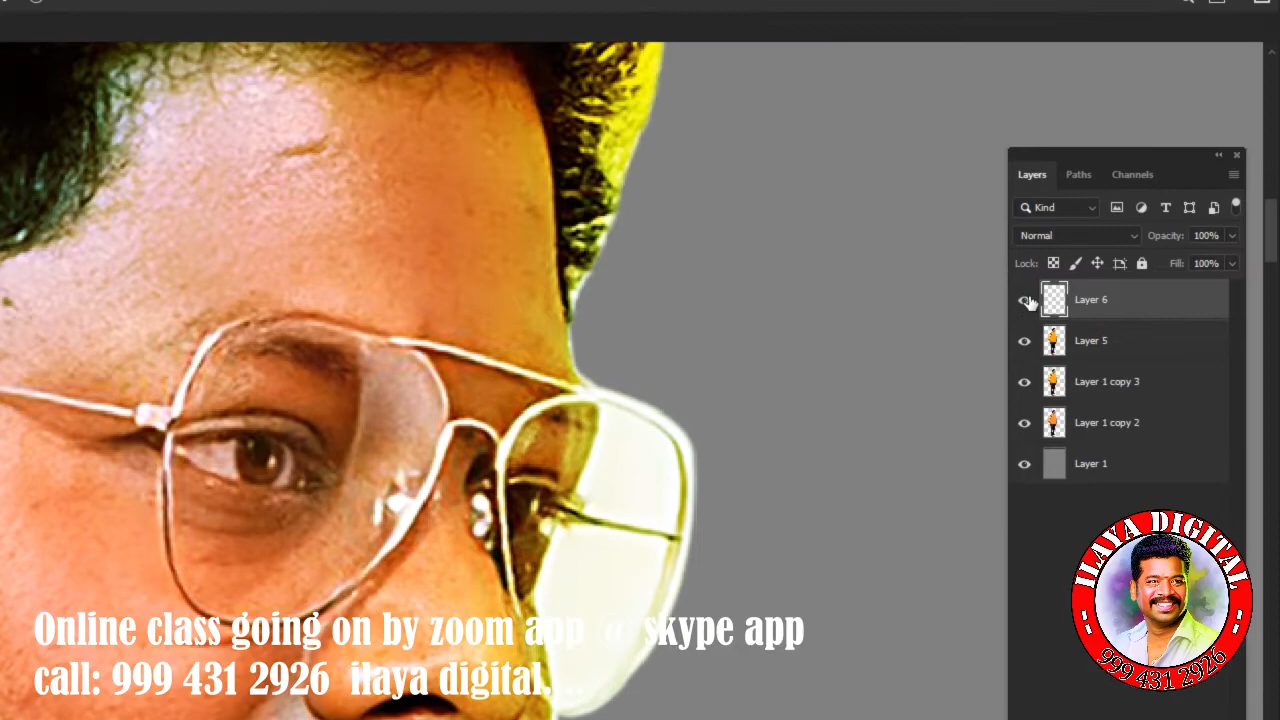 Layers Paths Channels
Kind
Normal Opacity: 100%
Lock: Fill: 100%
Layer 6
Layer 5
Layer 1 copy 3
Layer 1 copy 2
Layer 1
ILAYA DIGITAL
999 431 2926
Online class going on by zoom app @ skype app
call: 999 431 2926 ilaya digital....